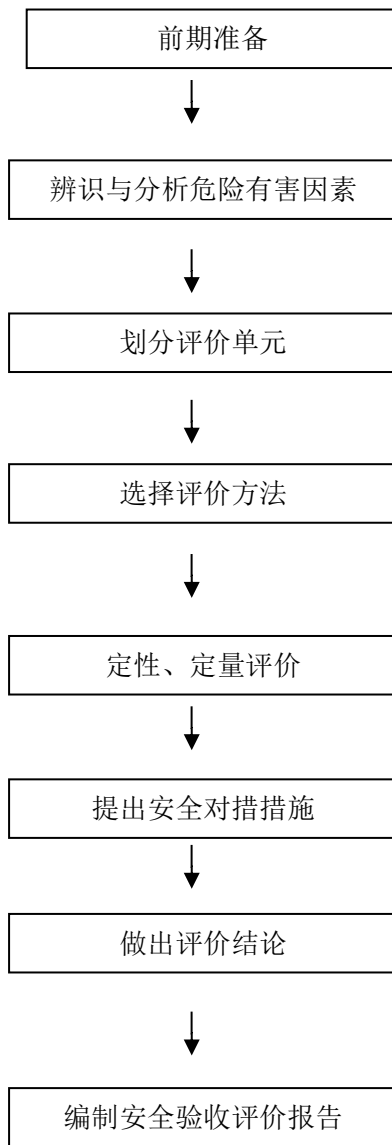 前期准备
辨识与分析危险有害因素
划分评价单元
选择评价方法
定性、定量评价
提出安全对措措施
做出评价结论
编制安全验收评价报告